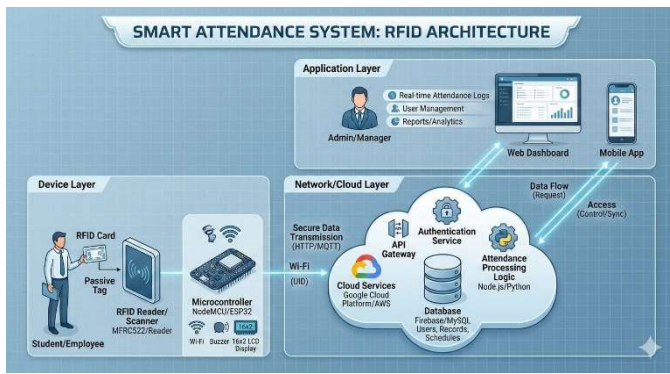 SMART ATTENDANCE SYSTEM: RFID ARCHITECTURE
Application Layer
Admin/Manager
Real-time Attendance Logs
User Management
Reports/Analytics
Web Dashboard
Mobile App
Device Layer
RFID Card
Passive
Tag
Student/Employee
RFID Reader/
Scanner
MFRC522/Reader
Microcontroller
NodeMCU/ESP32
Wi-Fi
Buzzer
16x2
16x2 LCD
Display
Network/Cloud Layer
Secure Data
Transmission
(HTTP/MQTT)
Wi-Fi
(UID)
API
Gateway
Authentication
Service
Cloud Services
Google Cloud
Platform/AWS
Database
Firebase/MySQL
Users, Records,
Schedules
Attendance
Processing
Logic
Node.js/Python
Data Flow
(Request)
Access
(Control/Sync)